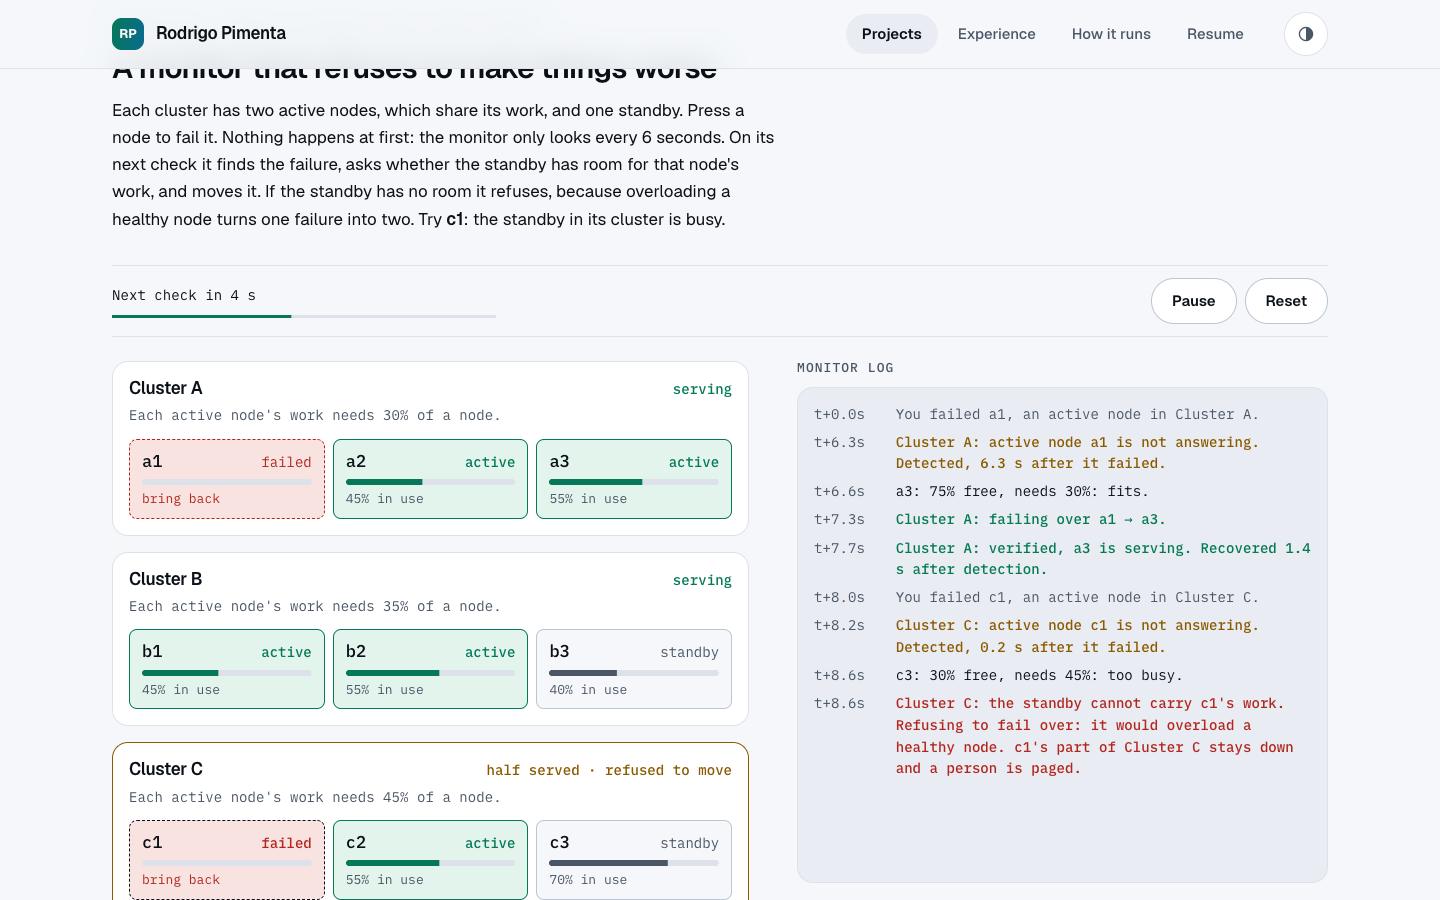 RP
Rodrigo Pimenta
Projects
Experience
How it runs
Resume
A monitor that refuses to make things worse
Each cluster has two active nodes, which share its work, and one standby. Press a
node to fail it. Nothing happens at first: the monitor only looks every 6 seconds. On its
next check it finds the failure, asks whether the standby has room for that node's
work, and moves it. If the standby has no room it refuses, because overloading a
healthy node turns one failure into two. Try c1: the standby in its cluster is busy.
Next check in 4 s
Pause
Reset
Cluster A
serving
Each active node's work needs 30% of a node.
a1
failed
bring back
a2
active
45% in use
a3
active
55% in use
Cluster B
serving
Each active node's work needs 35% of a node.
b1
active
45% in use
b2
active
55% in use
b3
standby
40% in use
Cluster C
half served · refused to move
Each active node's work needs 45% of a node.
c1
failed
bring back
c2
active
55% in use
c3
standby
70% in use
MONITOR LOG
t+0.0s You failed a1, an active node in Cluster A.
t+6.3s Cluster A: active node a1 is not answering.
Detected, 6.3 s after it failed.
t+6.6s a3: 75% free, needs 30%: fits.
t+7.3s Cluster A: failing over a1 → a3.
t+7.7s Cluster A: verified, a3 is serving. Recovered 1.4
s after detection.
t+8.0s You failed c1, an active node in Cluster C.
t+8.2s Cluster C: active node c1 is not answering.
Detected, 0.2 s after it failed.
t+8.6s c3: 30% free, needs 45%: too busy.
t+8.6s Cluster C: the standby cannot carry c1's work.
Refusing to fail over: it would overload a
healthy node. c1's part of Cluster C stays down
and a person is paged.